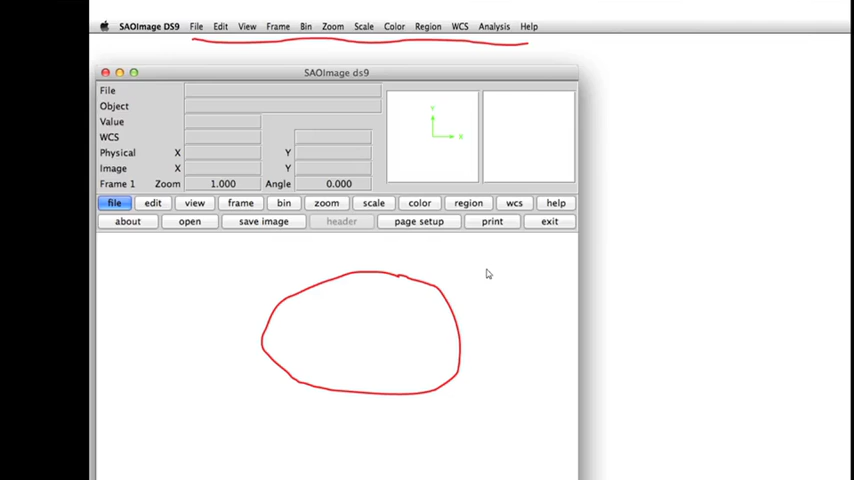 SAOImage DS9 File Edit View Frame Bin Zoom Scale Color Region WCS Analysis Help
SAOImage ds9
File
Object
Value
WCS
Physical X Y
Image X Y
Frame 1 Zoom 1.000 Angle 0.000
Y
X
file edit view frame bin zoom scale color region wcs help
about open save image header page setup print exit